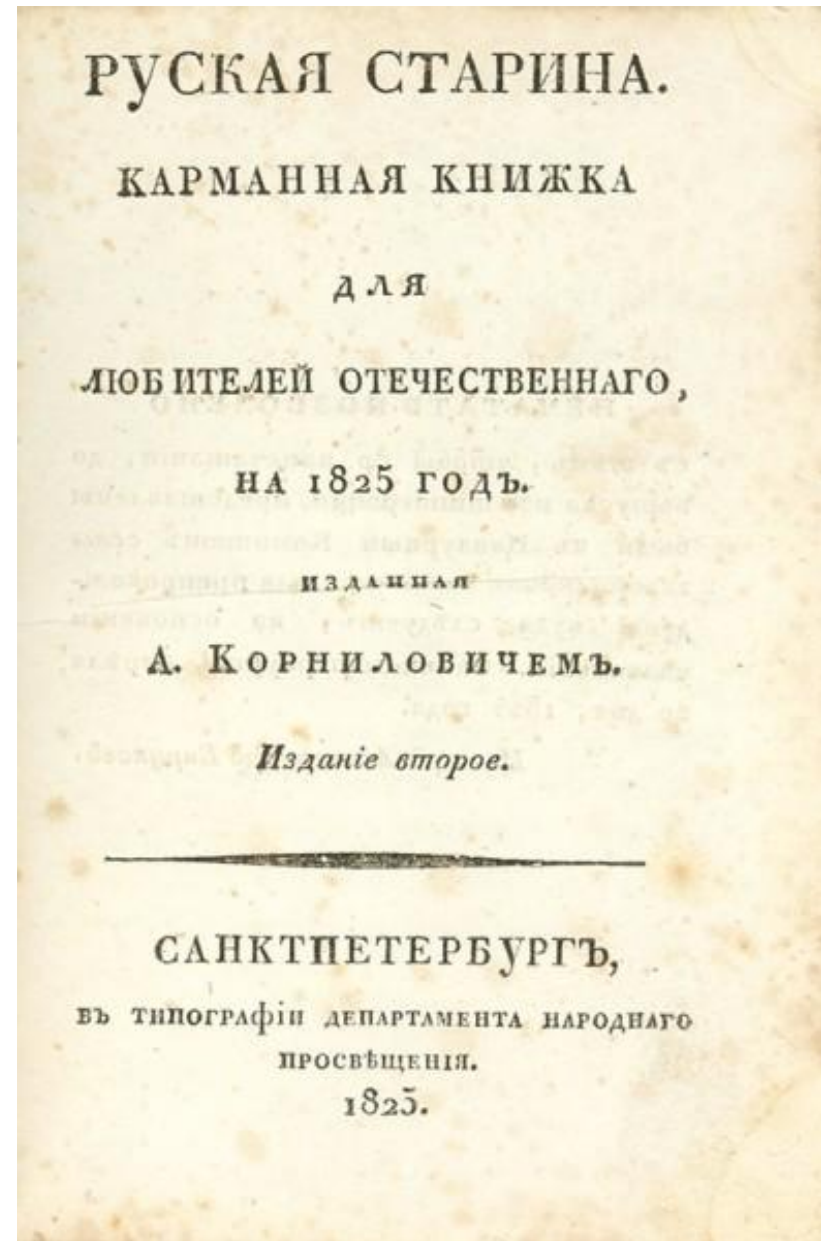 РУСКАЯ СТАРИНА.
КАРМАННАЯ КНИЖКА
ДЛЯ
ЛЮБИТЕЛЕЙ ОТЕЧЕСТВЕННАГО,
НА 1825 ГОДЪ.
ИЗДАННАЯ
А. КОРНИЛОВИЧЕМЪ.
Изданіе второе.
САНКТПЕТЕРБУРГЪ,
ВЪ ТИПОГРАФІИ ДЕПАРТАМЕНТА НАРОДНАГО
ПРОСВѢЩЕНІЯ.
1825.